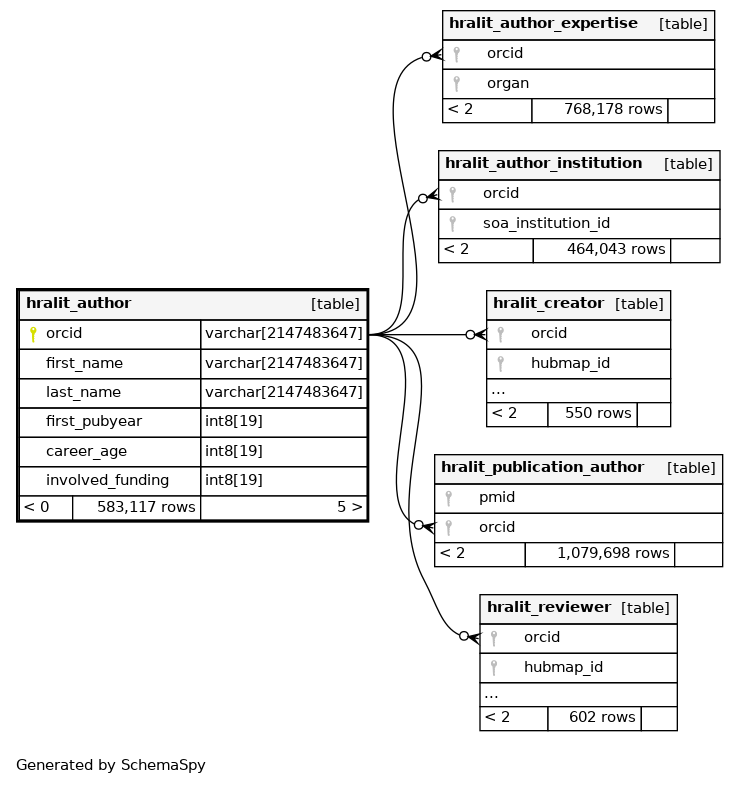 hralit_author_expertise [table]
orcid
organ
< 2 768,178 rows
hralit_author_institution [table]
orcid
soa_institution_id
< 2 464,043 rows
hralit_author [table]
orcid varchar[2147483647]
first_name varchar[2147483647]
last_name varchar[2147483647]
first_pubyear int8[19]
career_age int8[19]
involved_funding int8[19]
< 0 583,117 rows 5 >
hralit_creator [table]
orcid
hubmap_id
...
< 2 550 rows
hralit_publication_author [table]
pmid
orcid
< 2 1,079,698 rows
hralit_reviewer [table]
orcid
hubmap_id
...
< 2 602 rows
Generated by SchemaSpy